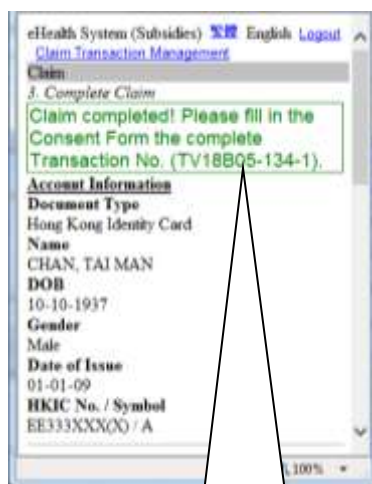 eHealth System (Subsidies) 繁體 English Logout
Claim Transaction Management
Claim
3. Complete Claim
Claim completed! Please fill in the
Consent Form the complete
Transaction No. (TV18B05-134-1).
Account Information
Document Type
Hong Kong Identity Card
Name
CHAN, TAI MAN
DOB
10-10-1937
Gender
Male
Date of Issue
01-01-09
HKIC No. / Symbol
EE333XXX(X) / A
100%